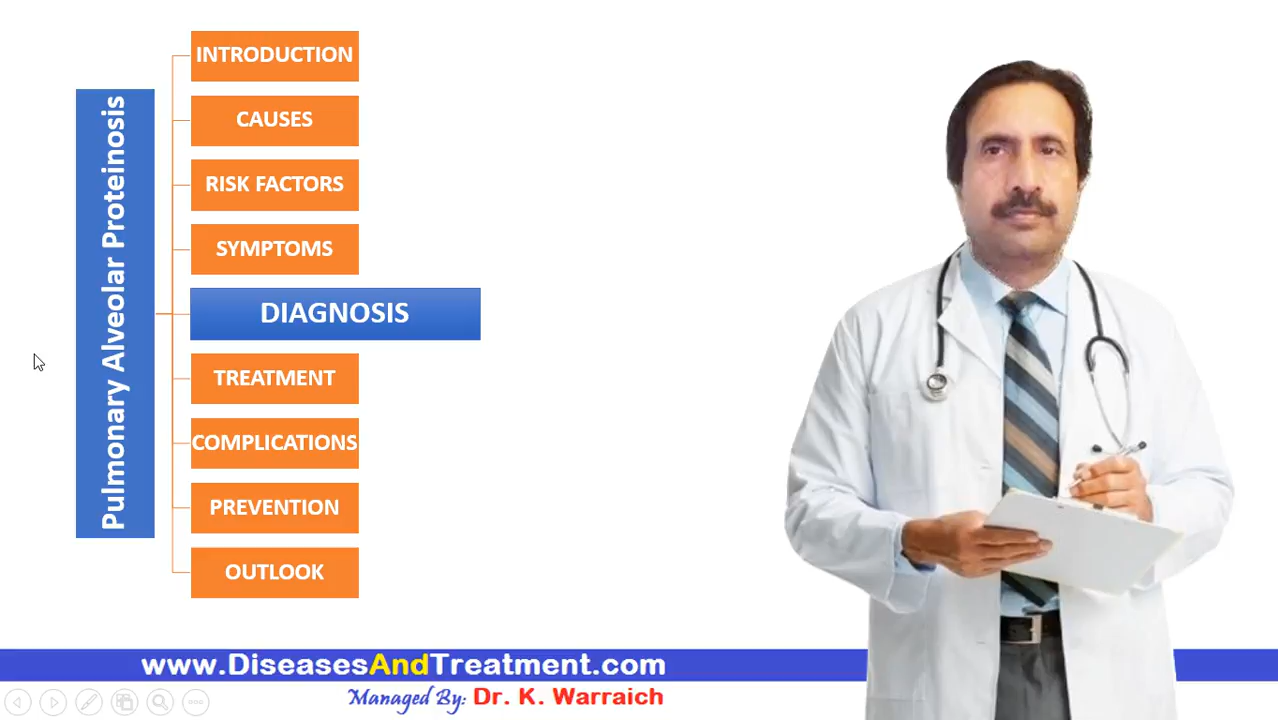 Pulmonary Alveolar Proteinosis
INTRODUCTION
CAUSES
RISK FACTORS
SYMPTOMS
DIAGNOSIS
TREATMENT
COMPLICATIONS
PREVENTION
OUTLOOK
www.DiseasesAndTreatment.com
Managed By: Dr. K. Warraich